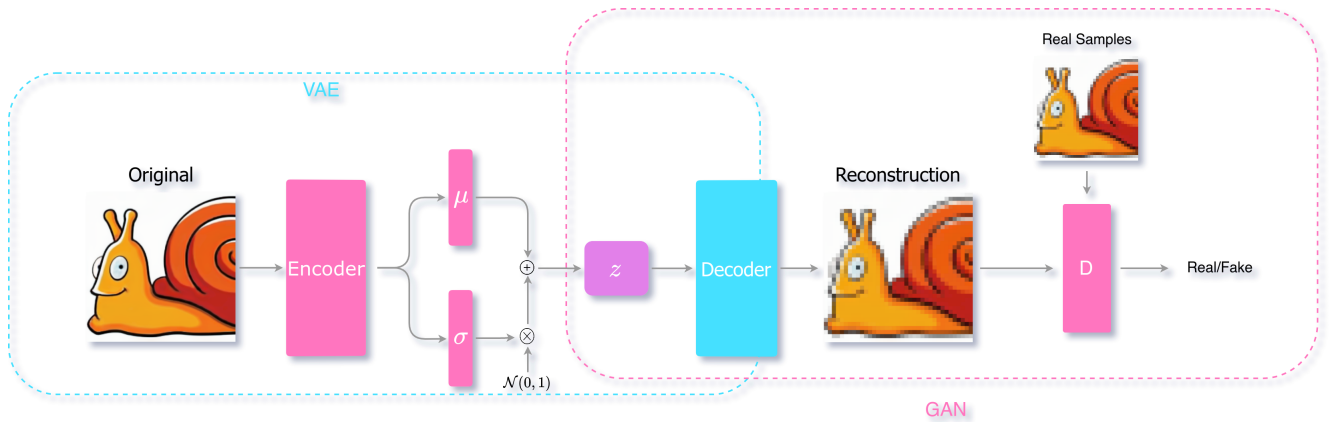 Real Samples
VAE
Original
Reconstruction
μ
Encoder
z
Decoder
D
Real/Fake
σ
𝒩(0, 1)
GAN